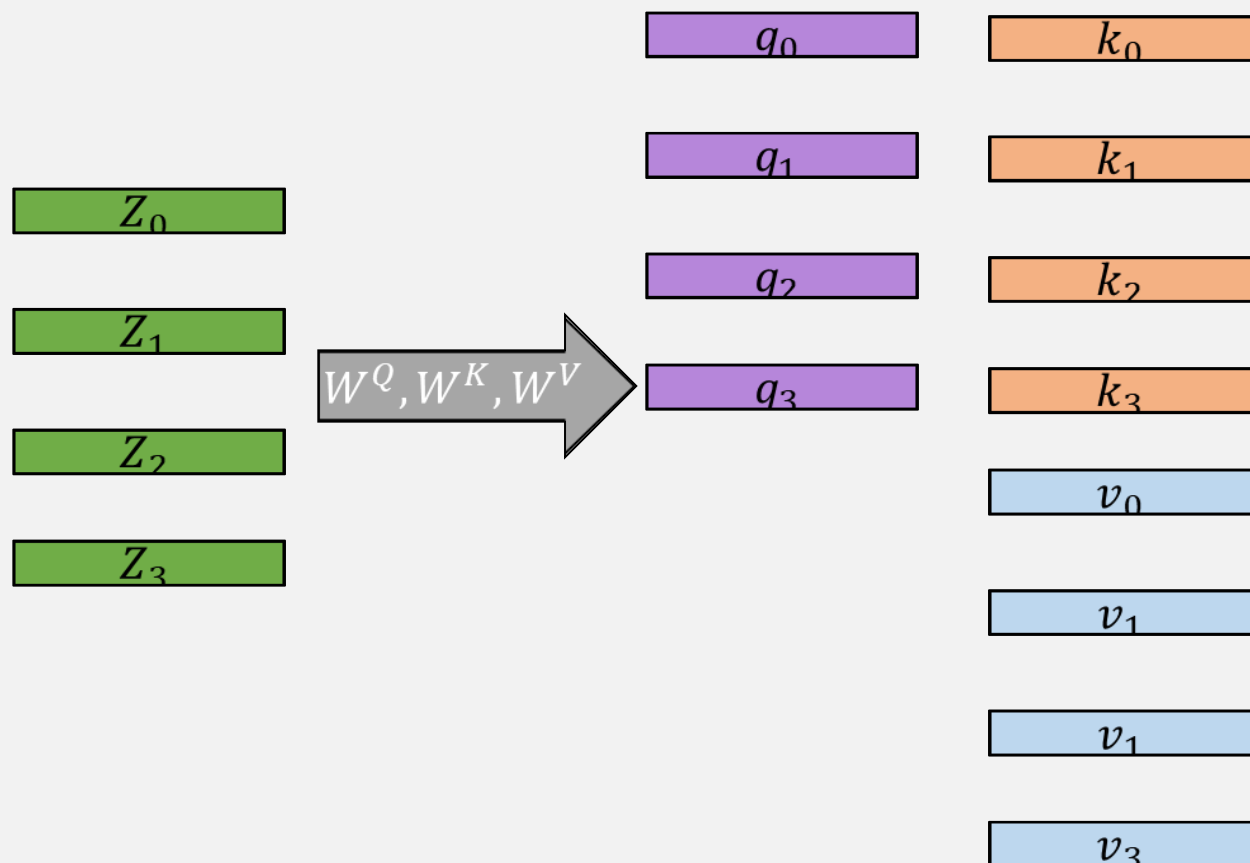 q₀
k₀
q₁
k₁
Z₀
q₂
k₂
Z₁
W^Q, W^K, W^V
q₃
k₃
Z₂
v₀
Z₃
v₁
v₁
v₃